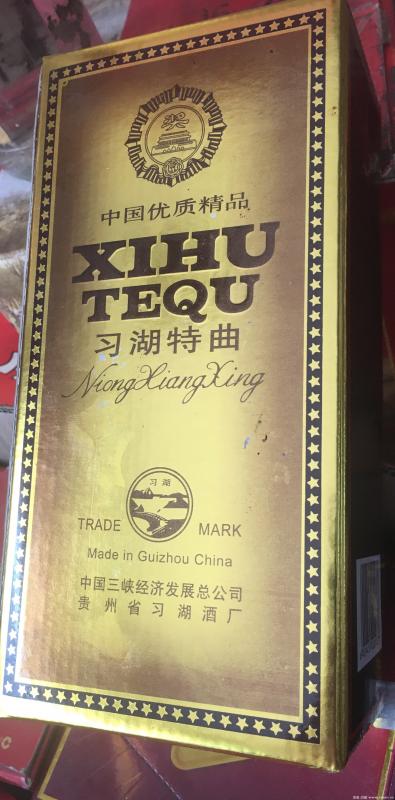 奖
中国优质精品
XIHU
TEQU
习湖特曲
NiongXiangXing
习湖
TRADE MARK
Made in Guizhou China
中国三峡经济发展总公司
贵州省习湖酒厂